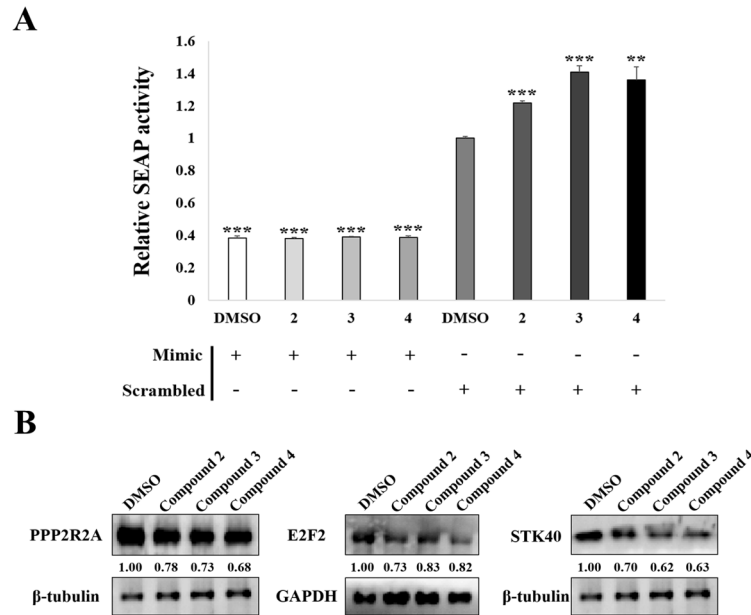 A
Relative SEAP activity
1.6
1.4
1.2
1
0.8
0.6
0.4
0.2
0
*** *** *** *** *** *** **
DMSO 2 3 4 DMSO 2 3 4
Mimic + + + + - - - -
Scrambled - - - - + + + +
B
DMSO Compound 2 Compound 3 Compound 4
PPP2R2A
1.00 0.78 0.73 0.68
β-tubulin
DMSO Compound 2 Compound 3 Compound 4
E2F2
1.00 0.73 0.83 0.82
GAPDH
DMSO Compound 2 Compound 3 Compound 4
STK40
1.00 0.70 0.62 0.63
β-tubulin